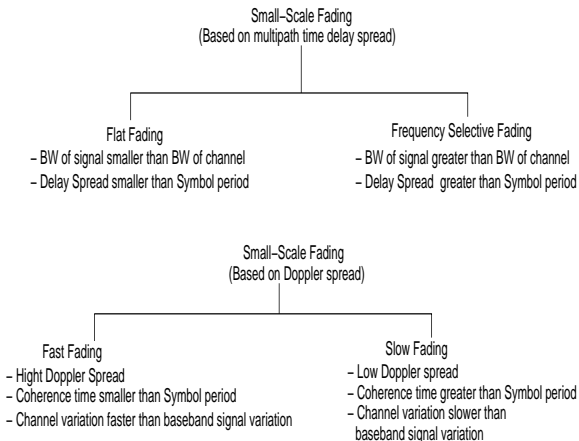 Small–Scale Fading
(Based on multipath time delay spread)
Flat Fading
– BW of signal smaller than BW of channel
– Delay Spread smaller than Symbol period
Frequency Selective Fading
– BW of signal greater than BW of channel
– Delay Spread greater than Symbol period
Small–Scale Fading
(Based on Doppler spread)
Fast Fading
– Hight Doppler Spread
– Coherence time smaller than Symbol period
– Channel variation faster than baseband signal variation
Slow Fading
– Low Doppler spread
– Coherence time greater than Symbol period
– Channel variation slower than
baseband signal variation